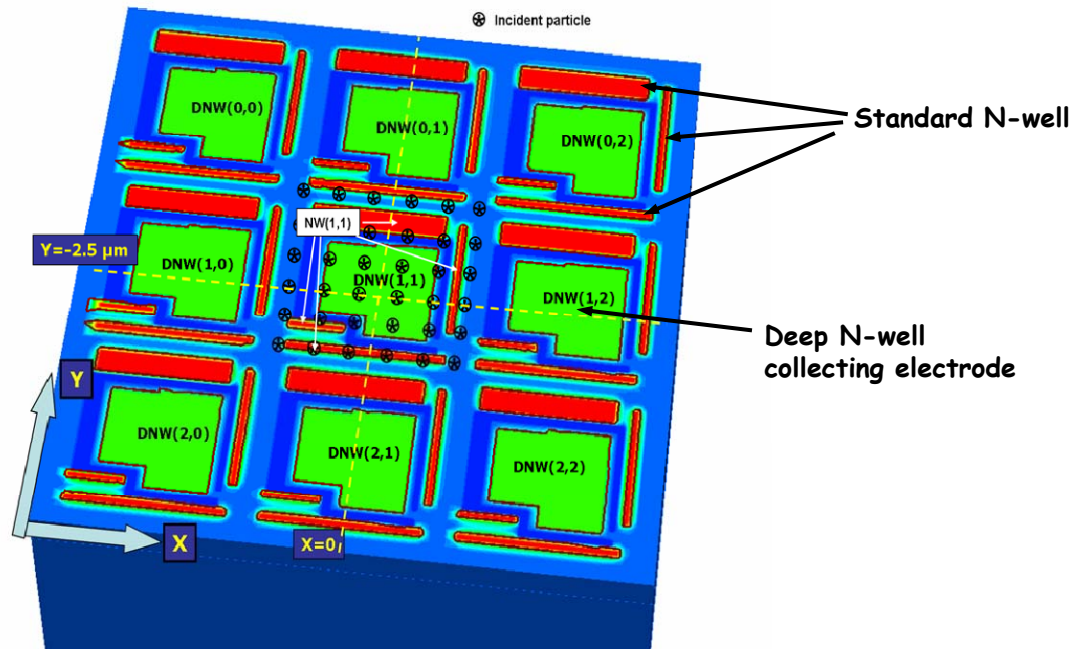 Incident particle
DNW(0,0)
DNW(0,1)
DNW(0,2)
Standard N-well
NW(1,1)
Y=-2.5 µm
DNW(1,0)
DNW(1,1)
DNW(1,2)
Deep N-well
collecting electrode
Y
DNW(2,0)
DNW(2,1)
DNW(2,2)
X
X=0